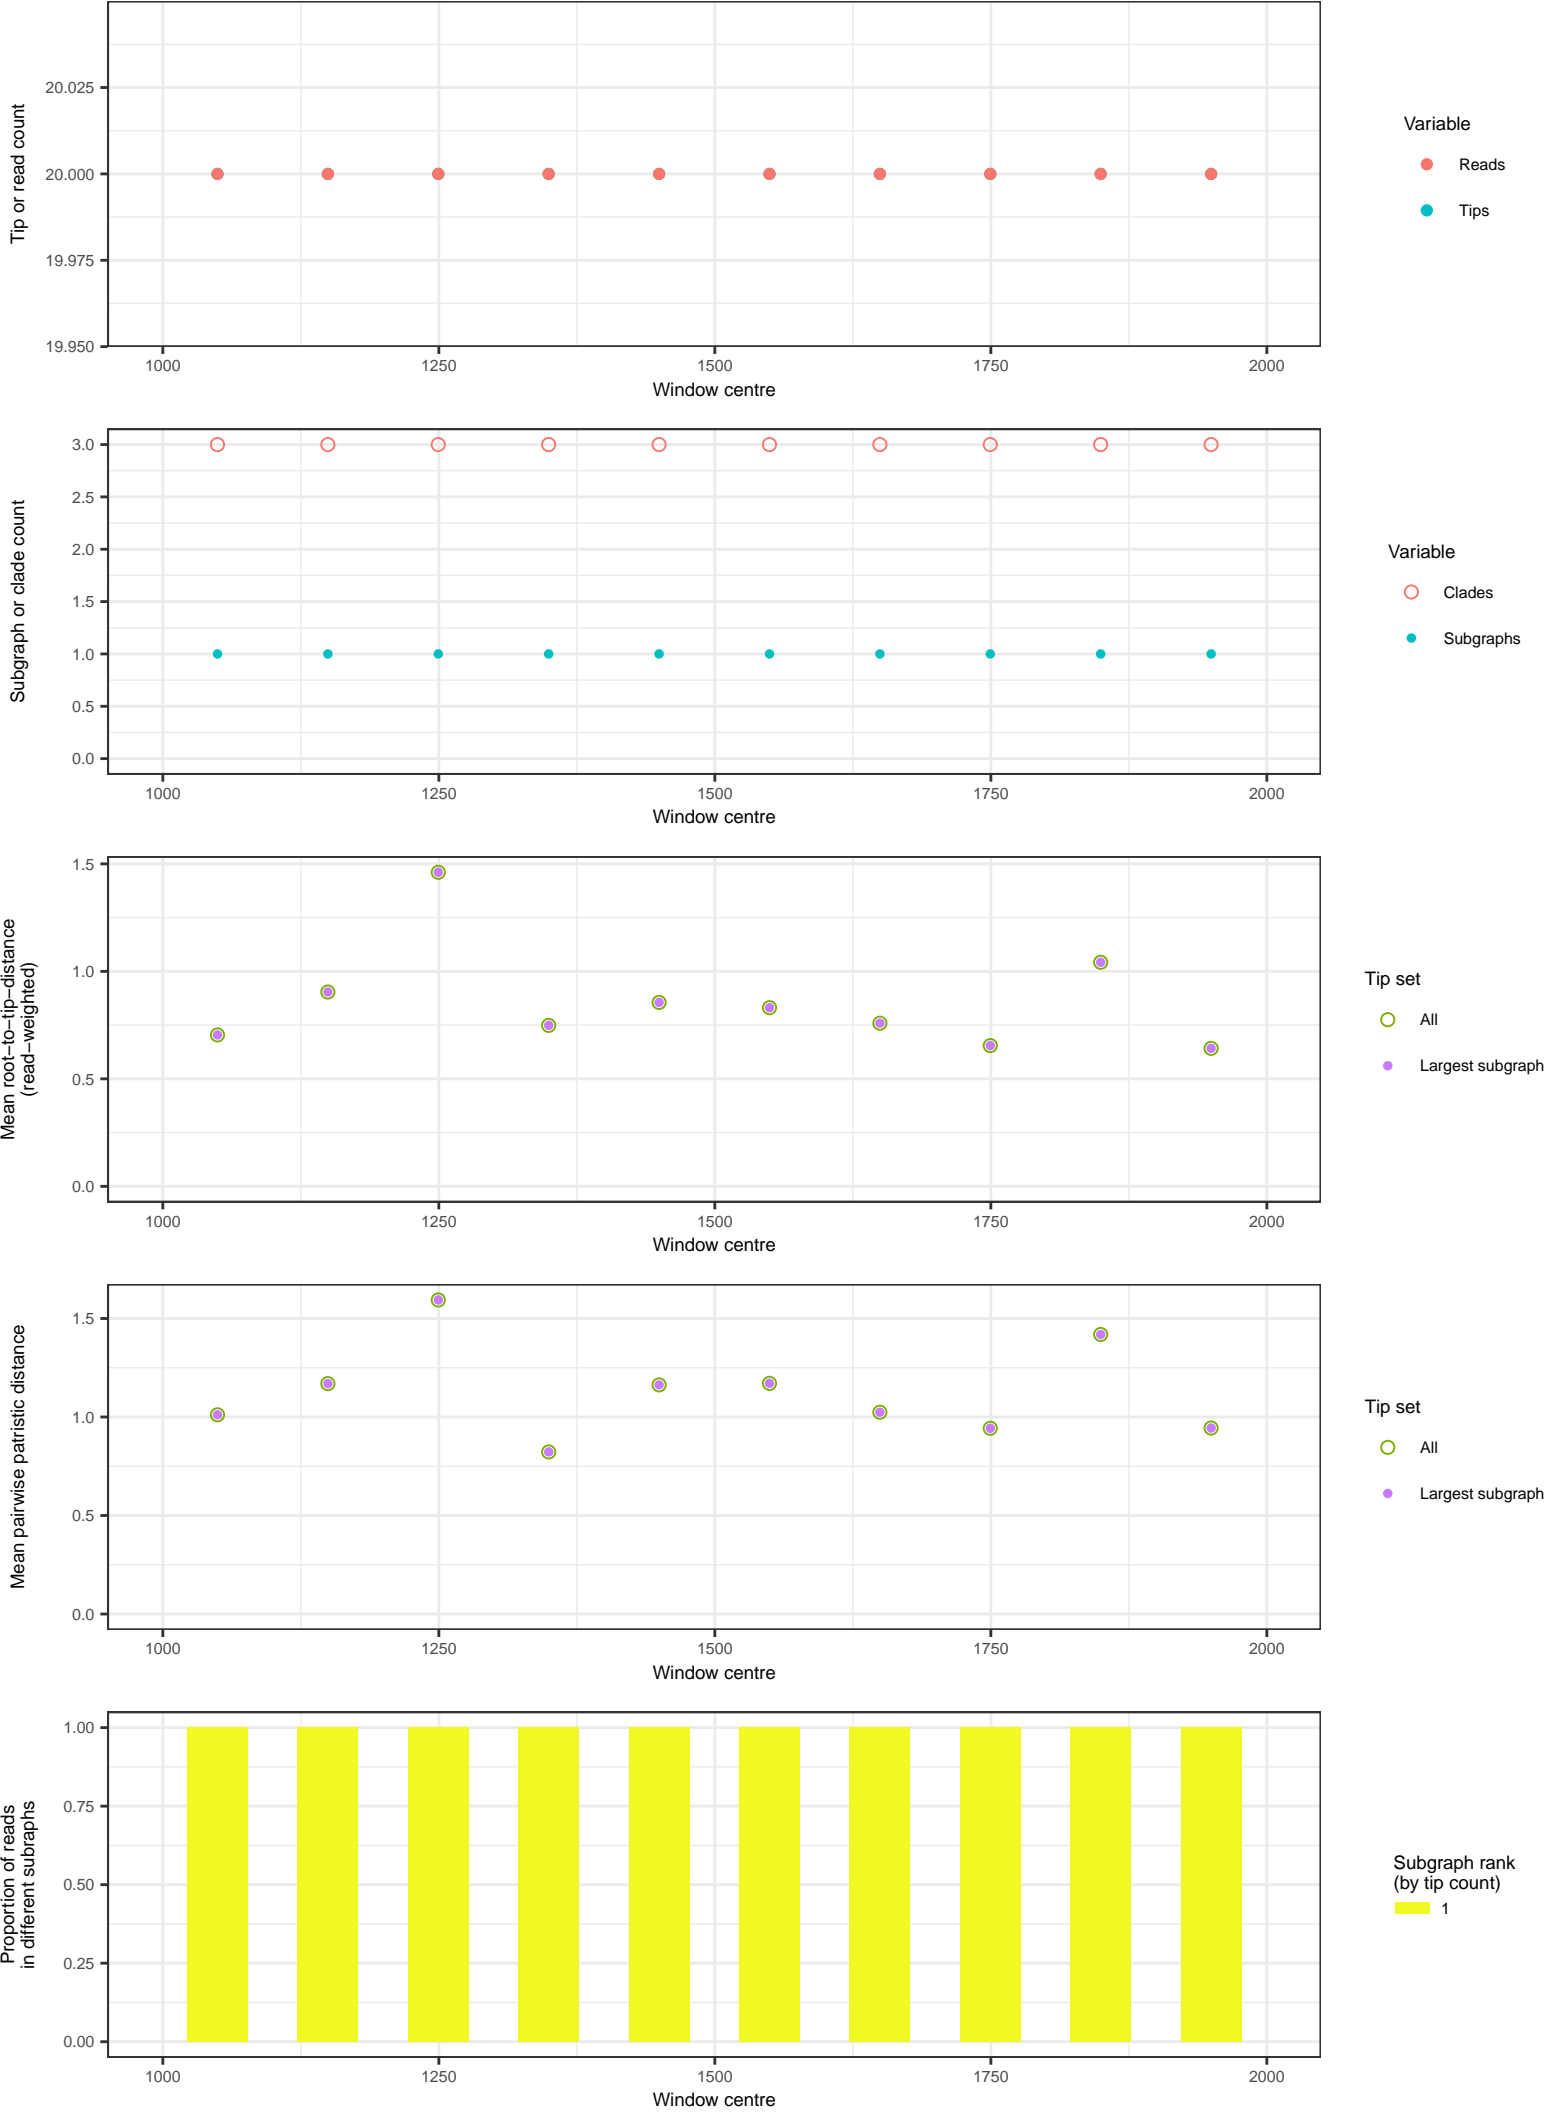 Tip or read count
20.025
20.000
19.975
19.950
1000
1250
1500
1750
2000
Window centre
Variable
Reads
Tips
Subgraph or clade count
3.0
2.5
2.0
1.5
1.0
0.5
0.0
1000
1250
1500
1750
2000
Window centre
Variable
Clades
Subgraphs
Mean root−to−tip−distance
(read−weighted)
1.5
1.0
0.5
0.0
1000
1250
1500
1750
2000
Window centre
Tip set
All
Largest subgraph
Mean pairwise patristic distance
1.5
1.0
0.5
0.0
1000
1250
1500
1750
2000
Window centre
Tip set
All
Largest subgraph
Proportion of reads
in different subraphs
1.00
0.75
0.50
0.25
0.00
1000
1250
1500
1750
2000
Window centre
Subgraph rank
(by tip count)
1